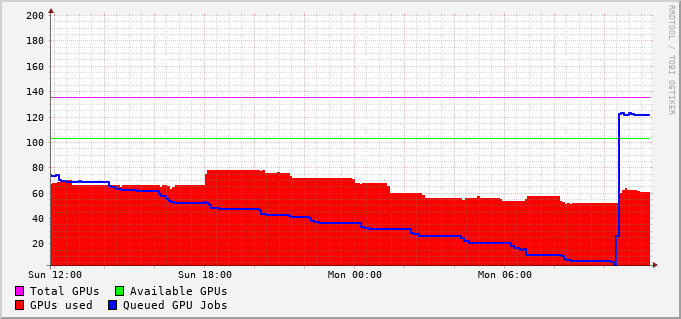 200
180
160
140
120
100
80
60
40
20
Sun 12:00 Sun 18:00 Mon 00:00 Mon 06:00
Total GPUs Available GPUs
GPUs used Queued GPU Jobs
RRDTOOL / TOBI OETIKER